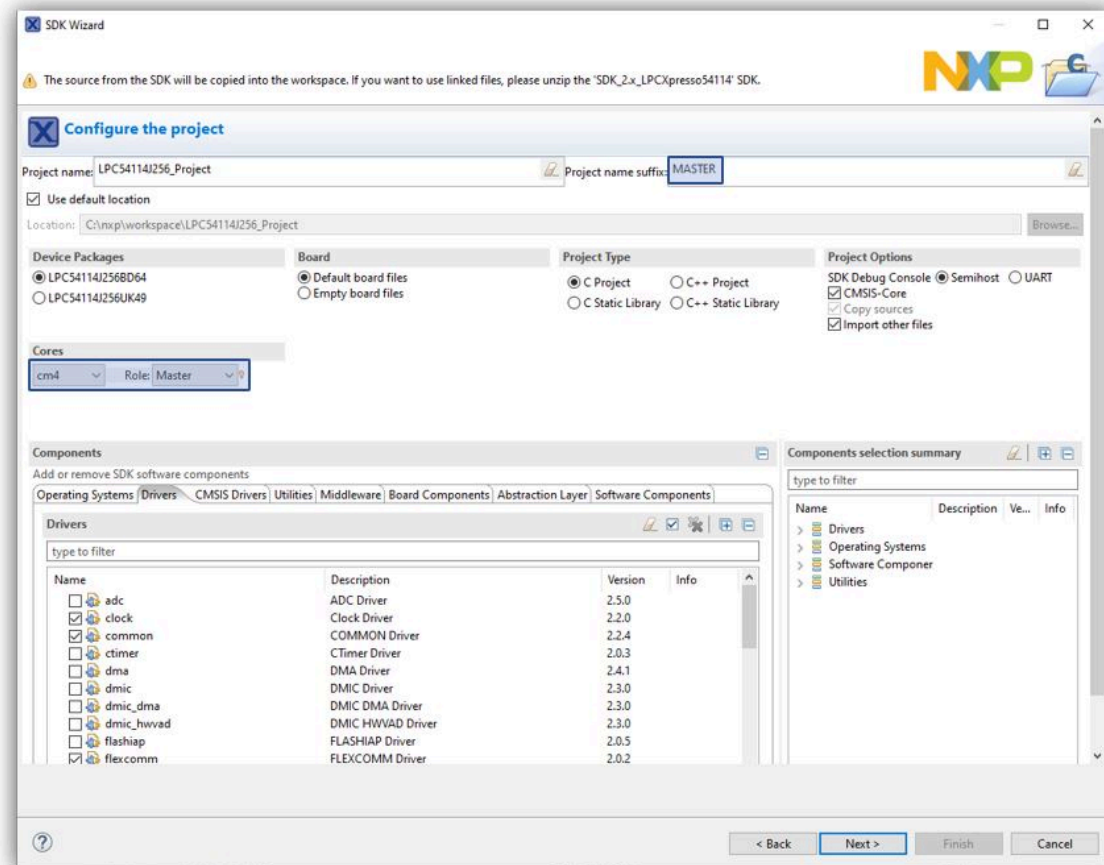 SDK Wizard
The source from the SDK will be copied into the workspace. If you want to use linked files, please unzip the 'SDK_2.x_LPCXpresso54114' SDK.
NXP
Configure the project
Project name: LPC54114J256_Project Project name suffix: MASTER
Use default location
Location: C:\nxp\workspace\LPC54114J256_Project Browse...
Device Packages Board Project Type Project Options
LPC54114J256BD64 Default board files C Project C++ Project SDK Debug Console Semihost UART
LPC54114J256UK49 Empty board files C Static Library C++ Static Library CMSIS-Core
Copy sources
Import other files
Cores
cm4 Role: Master
Components Components selection summary
Add or remove SDK software components type to filter
Operating Systems Drivers CMSIS Drivers Utilities Middleware Board Components Abstraction Layer Software Components
Name Description Ve... Info
Drivers
Drivers
type to filter
Operating Systems
Software Componer
Utilities
Name Description Version Info
adc ADC Driver 2.5.0
clock Clock Driver 2.2.0
common COMMON Driver 2.2.4
ctimer CTimer Driver 2.0.3
dma DMA Driver 2.4.1
dmic DMIC Driver 2.3.0
dmic_dma DMIC DMA Driver 2.3.0
dmic_hwvad DMIC HWVAD Driver 2.3.0
flashiap FLASHIAP Driver 2.0.5
flexcomm FLEXCOMM Driver 2.0.2
< Back Next > Finish Cancel